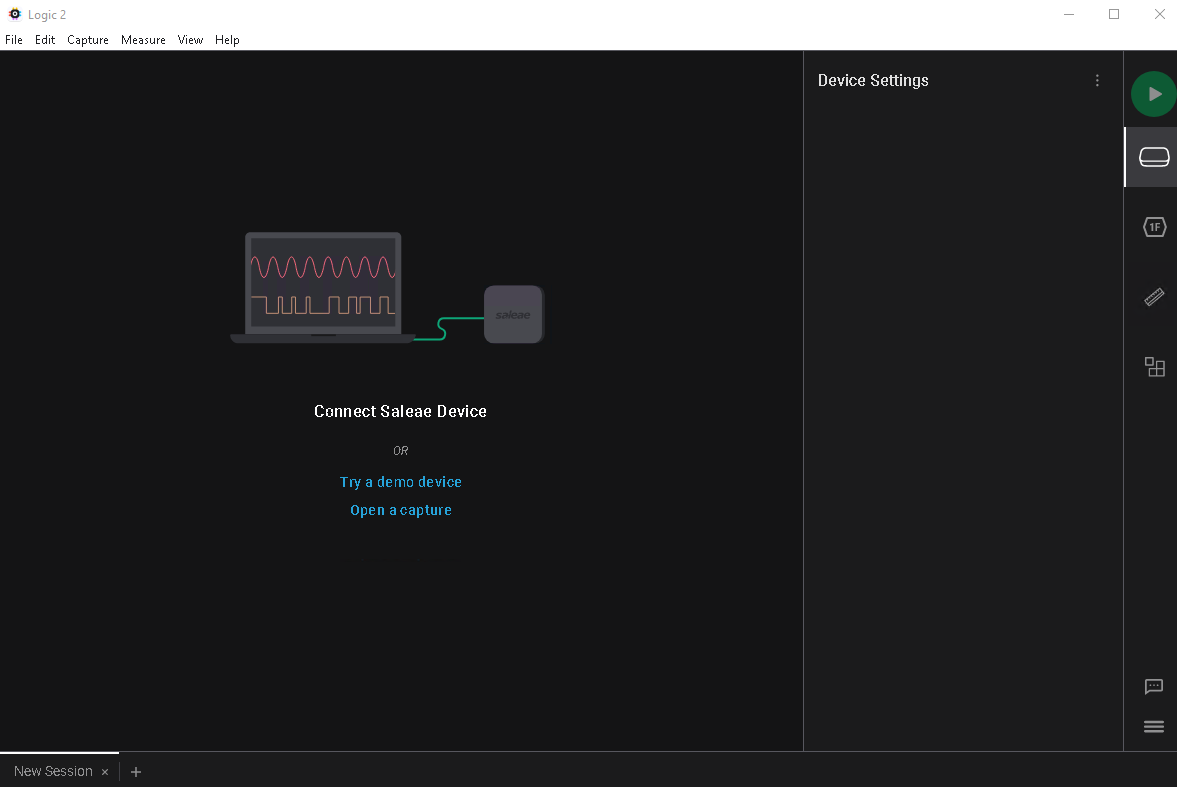 Logic 2
File Edit Capture Measure View Help
Device Settings
1F
saleae
Connect Saleae Device
OR
Try a demo device
Open a capture
New Session × +